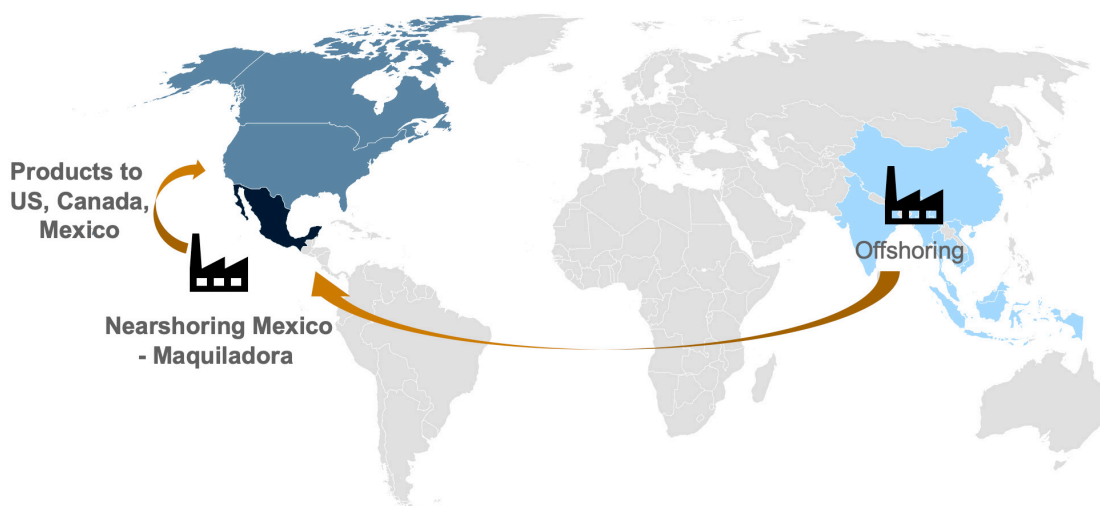 Products to
US, Canada,
Mexico
Offshoring
Nearshoring Mexico
- Maquiladora